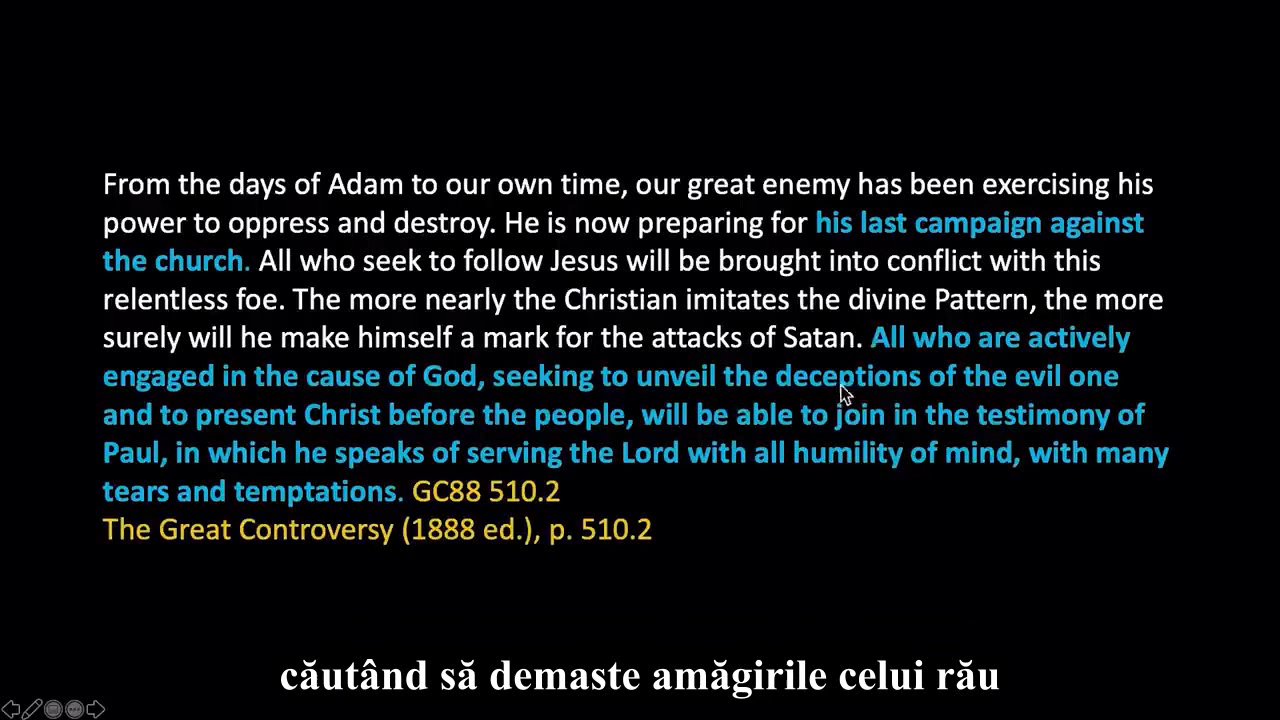 From the days of Adam to our own time, our great enemy has been exercising his
power to oppress and destroy. He is now preparing for his last campaign against
the church. All who seek to follow Jesus will be brought into conflict with this
relentless foe. The more nearly the Christian imitates the divine Pattern, the more
surely will he make himself a mark for the attacks of Satan. All who are actively
engaged in the cause of God, seeking to unveil the deceptions of the evil one
and to present Christ before the people, will be able to join in the testimony of
Paul, in which he speaks of serving the Lord with all humility of mind, with many
tears and temptations. GC88 510.2
The Great Controversy (1888 ed.), p. 510.2
căutând să demaste amăgirile celui rău